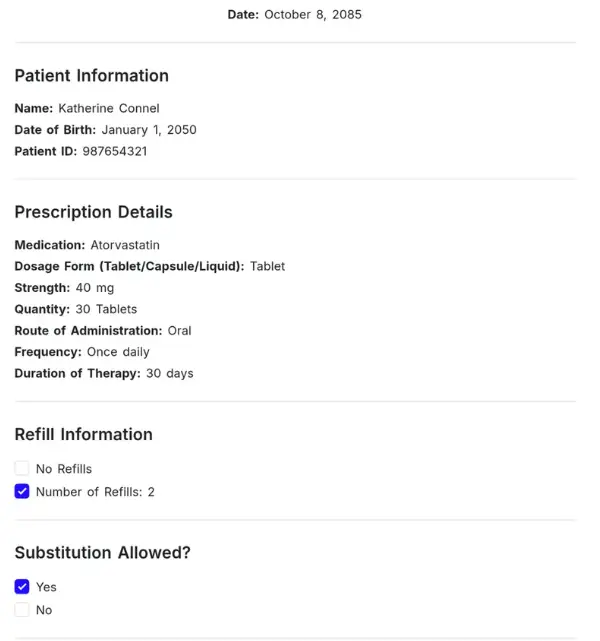 Date: October 8, 2085
Patient Information
Name: Katherine Connel
Date of Birth: January 1, 2050
Patient ID: 987654321
Prescription Details
Medication: Atorvastatin
Dosage Form (Tablet/Capsule/Liquid): Tablet
Strength: 40 mg
Quantity: 30 Tablets
Route of Administration: Oral
Frequency: Once daily
Duration of Therapy: 30 days
Refill Information
No Refills
Number of Refills: 2
Substitution Allowed?
Yes
No